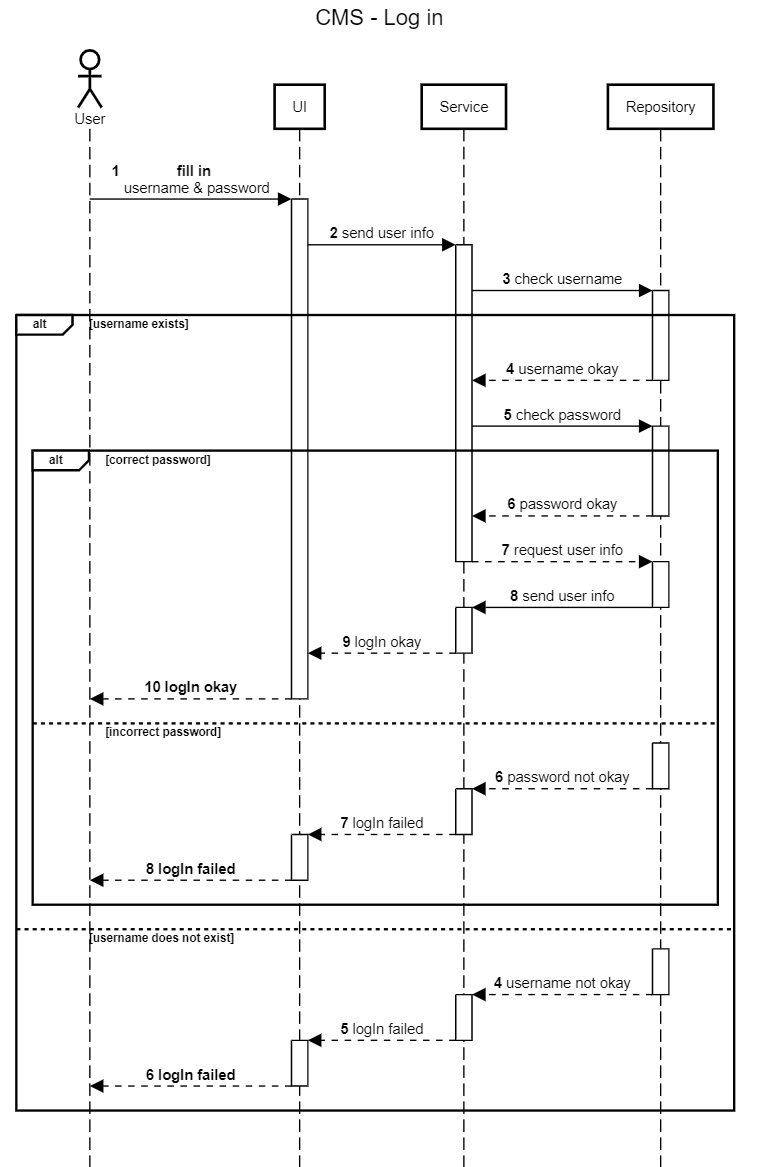 CMS - Log in
User
UI
Service
Repository
1 fill in
username & password
2 send user info
3 check username
alt [username exists]
4 username okay
5 check password
alt [correct password]
6 password okay
7 request user info
8 send user info
9 logIn okay
10 logIn okay
[incorrect password]
6 password not okay
7 logIn failed
8 logIn failed
[username does not exist]
4 username not okay
5 logIn failed
6 logIn failed